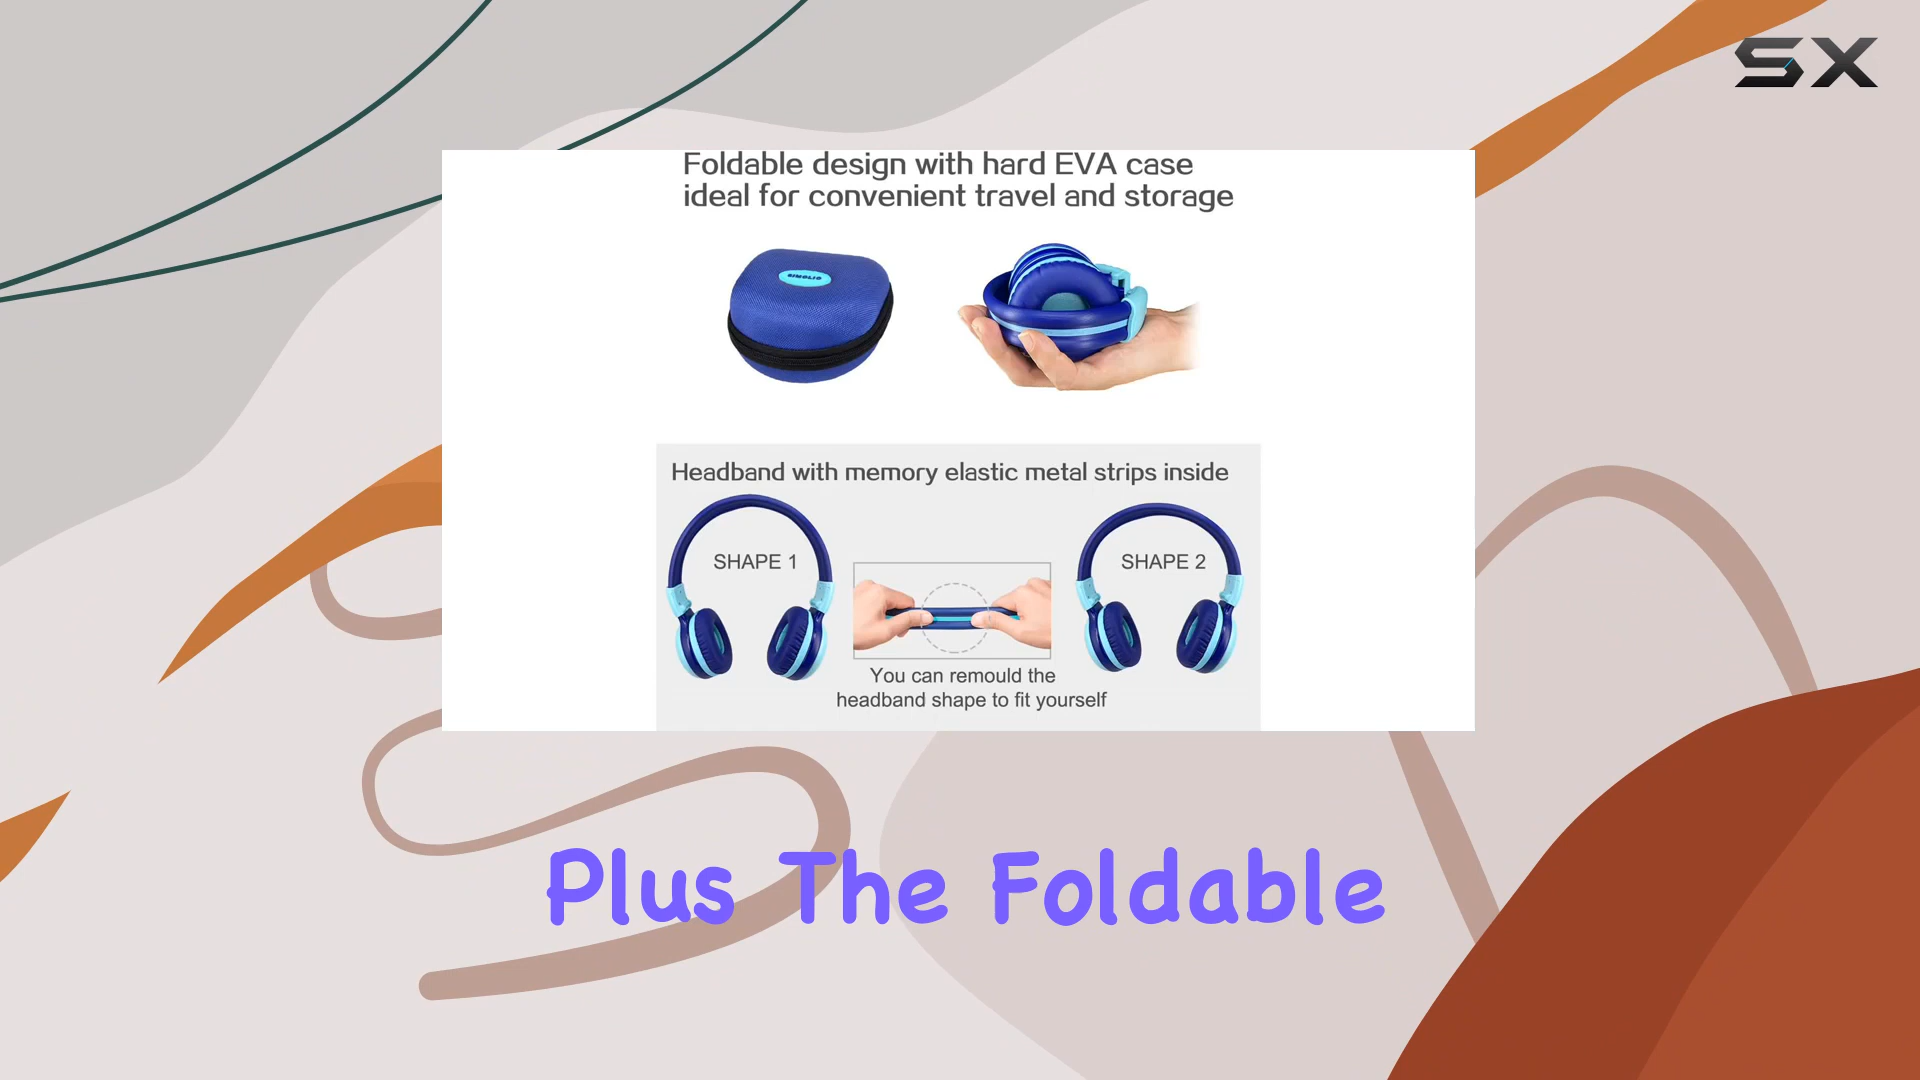 SX
Foldable design with hard EVA case
ideal for convenient travel and storage
SIMOLIO
Headband with memory elastic metal strips inside
SHAPE 1
SHAPE 2
You can remould the
headband shape to fit yourself
Plus The Foldable